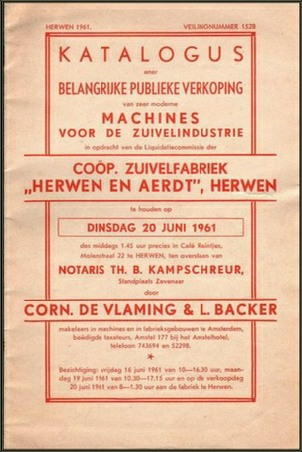 HERWEN 1961. VEILINGNUMMER 1528
KATALOGUS
ener
BELANGRIJKE PUBLIEKE VERKOPING
van zeer moderne
MACHINES
VOOR DE ZUIVELINDUSTRIE
in opdracht van de Liquidatiecommissie der
COÖP. ZUIVELFABRIEK
„HERWEN EN AERDT”, HERWEN
te houden op
DINSDAG 20 JUNI 1961
des middags 1.45 uur precies in Café Reintjes,
Molenstraat 22 te HERWEN, ten overstaan van
NOTARIS TH. B. KAMPSCHREUR,
Standplaats Zevenaar
door
CORN. DE VLAMING & L. BACKER
makelaars in machines en in fabrieksgebouwen te Amsterdam,
beëdigde taxateurs, Amstel 177 bij het Amstelhotel,
telefoon 743694 en 52298.
Bezichtiging: vrijdag 16 juni 1961 van 10—16.30 uur, maan-
dag 19 juni 1961 van 10.30—17.15 uur en op de verkoopdag
20 juni 1961 van 8—1.30 uur aan de fabriek te Herwen.